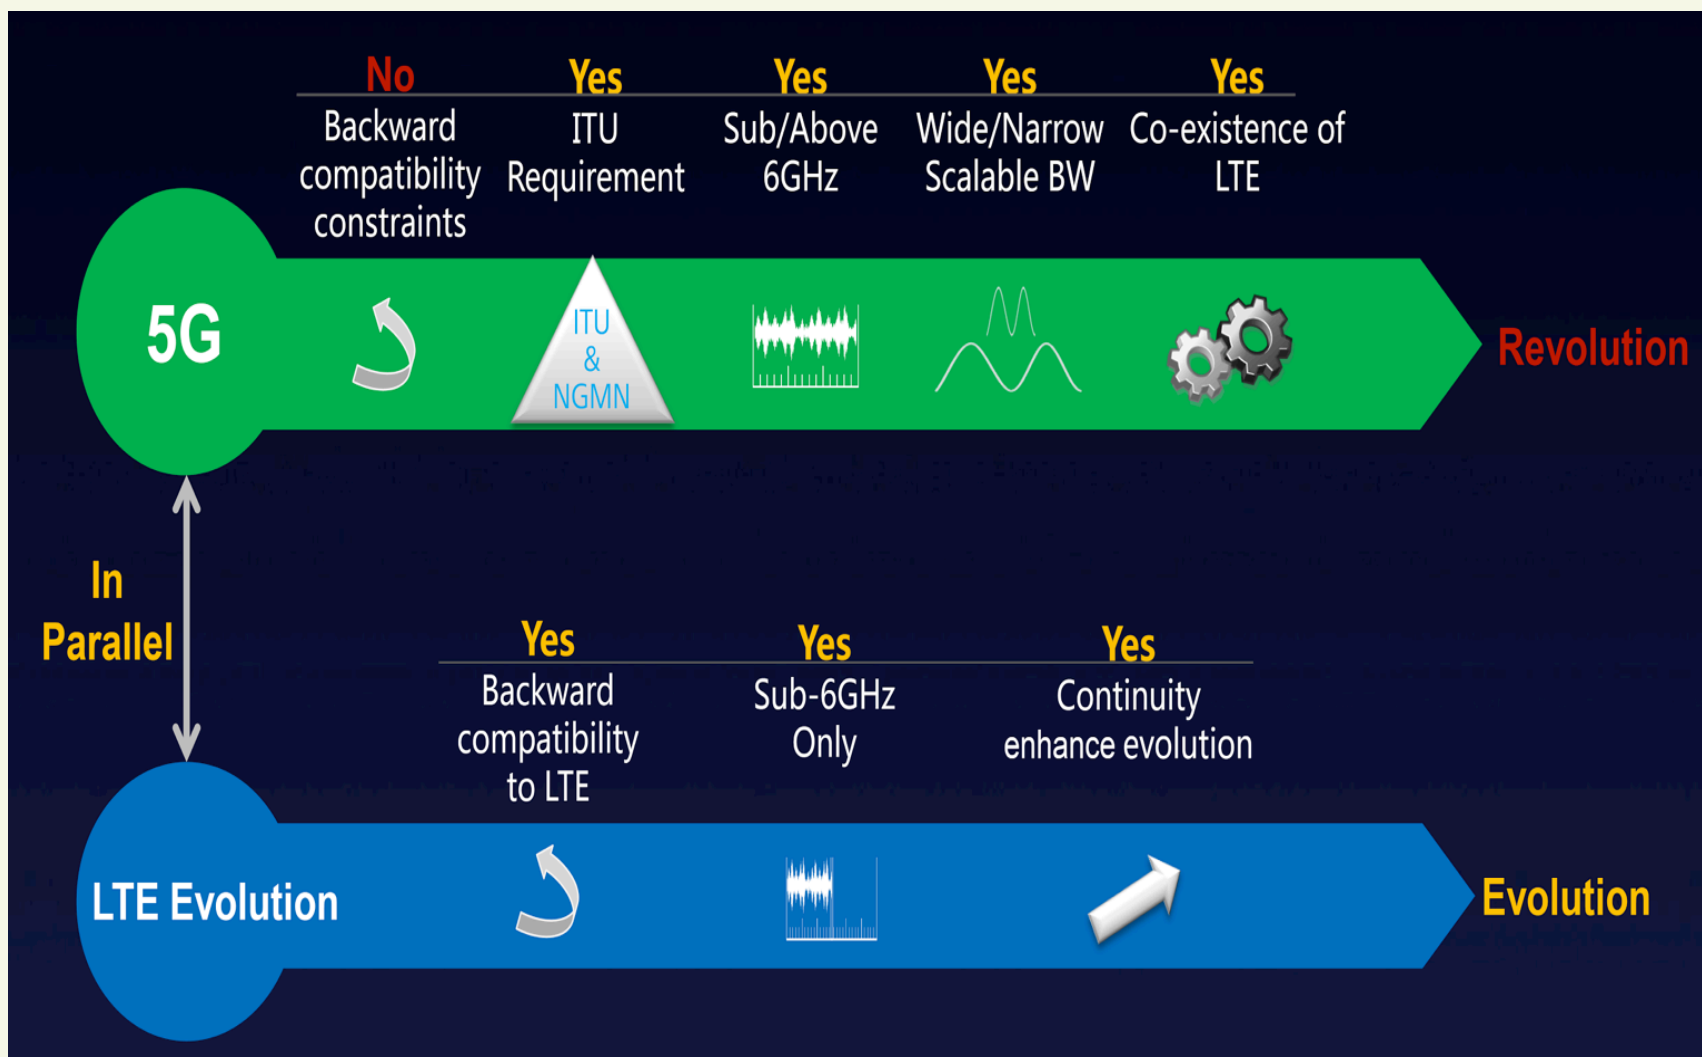 No
Yes
Yes
Yes
Yes
Backward
compatibility
constraints
ITU
Requirement
Sub/Above
6GHz
Wide/Narrow
Scalable BW
Co-existence of
LTE
5G
ITU
&
NGMN
Revolution
In
Parallel
Yes
Yes
Yes
Backward
compatibility
to LTE
Sub-6GHz
Only
Continuity
enhance evolution
LTE Evolution
Evolution